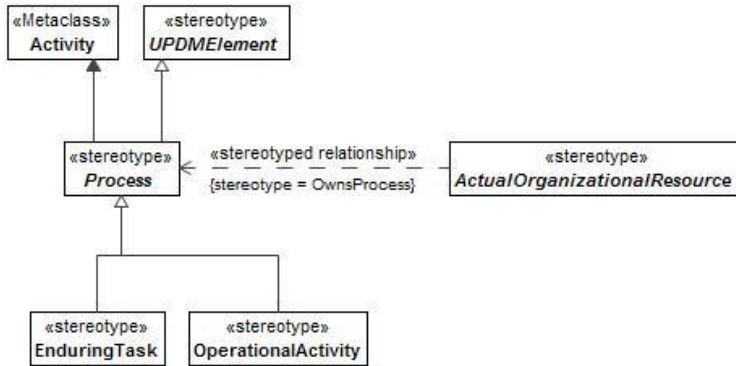 «Metaclass»
Activity
«stereotype»
UPDMElement
«stereotype»
Process
«stereotyped relationship»
{stereotype = OwnsProcess}
«stereotype»
ActualOrganizationalResource
«stereotype»
EnduringTask
«stereotype»
OperationalActivity